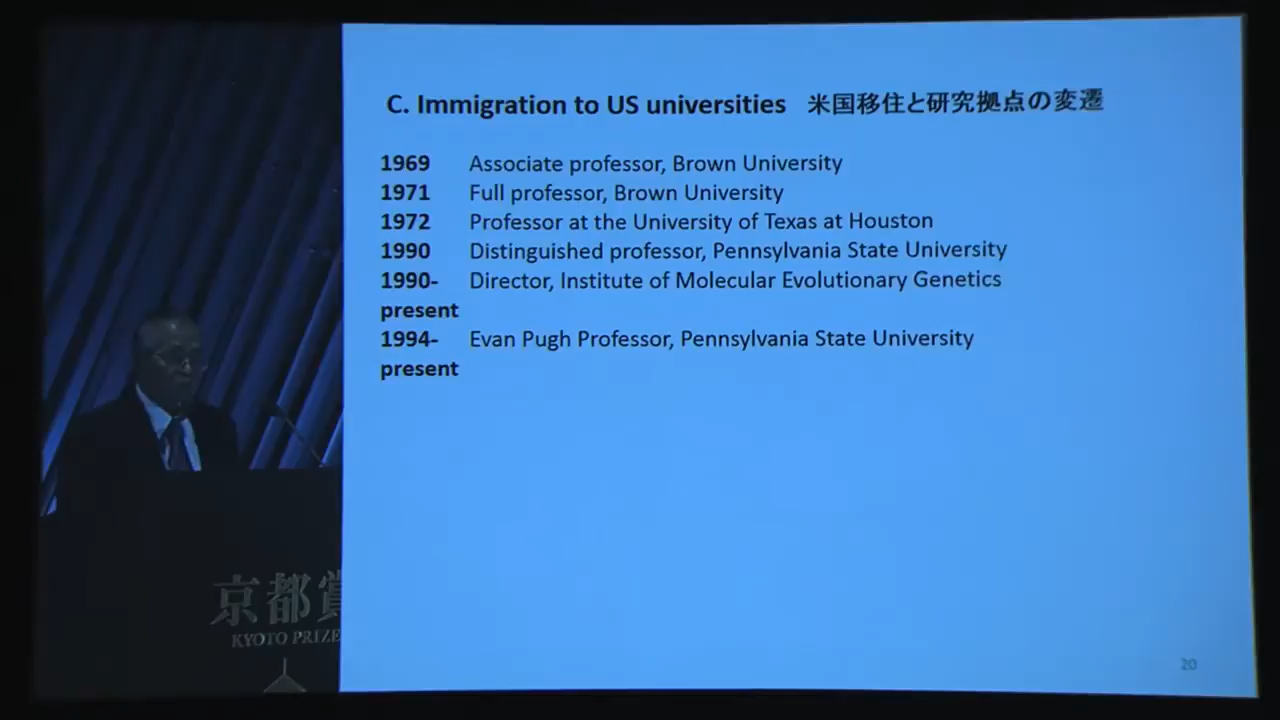 C. Immigration to US universities 米国移住と研究拠点の変遷
1969 Associate professor, Brown University
1971 Full professor, Brown University
1972 Professor at the University of Texas at Houston
1990 Distinguished professor, Pennsylvania State University
1990- Director, Institute of Molecular Evolutionary Genetics
present
1994- Evan Pugh Professor, Pennsylvania State University
present
京都賞
KYOTO PRIZE
20